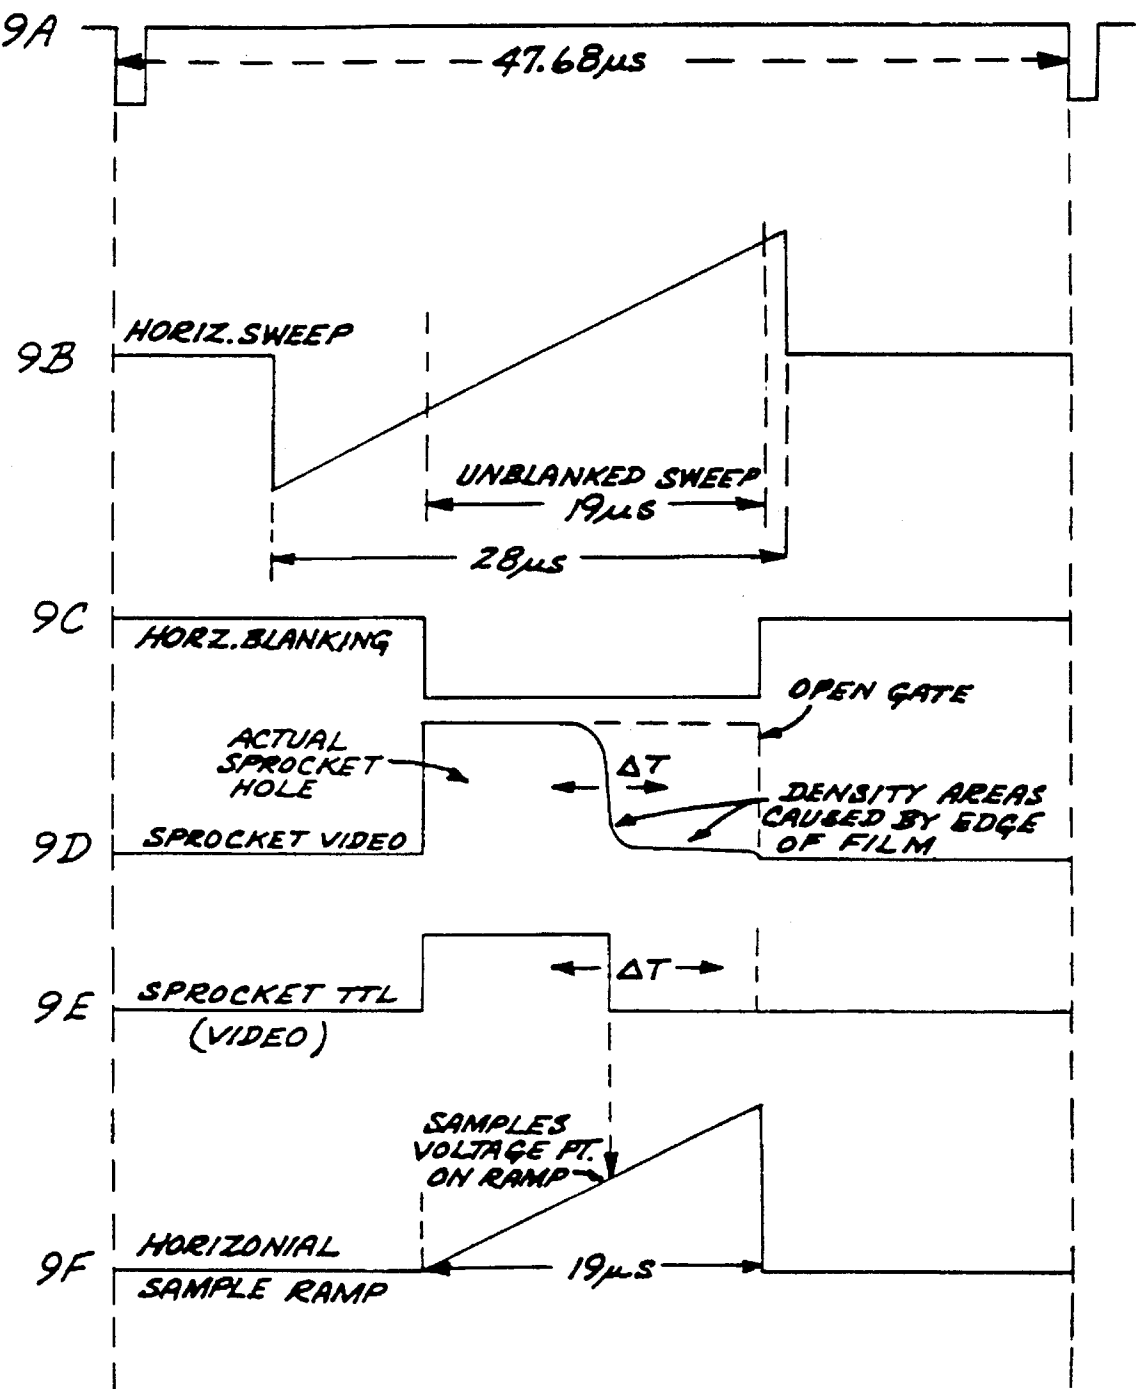 9A
47.68µs
HORIZ. SWEEP
9B
UNBLANKED SWEEP
19µs
28µs
9C
HORZ. BLANKING
OPEN GATE
ACTUAL
SPROCKET
HOLE
ΔT
DENSITY AREAS
CAUSED BY EDGE
OF FILM
9D
SPROCKET VIDEO
ΔT
9E
SPROCKET TTL
(VIDEO)
SAMPLES
VOLTAGE PT.
ON RAMP
9F
HORIZONIAL
SAMPLE RAMP
19µs